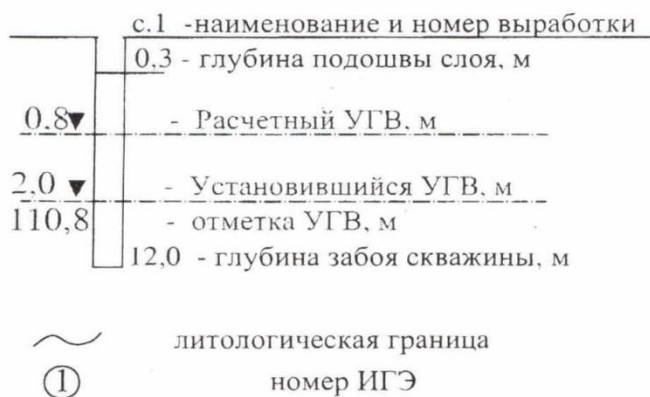 с.1 -наименование и номер выработки
0,3 - глубина подошвы слоя, м
0.8▼ - Расчетный УГВ, м
2,0 ▼ - Установившийся УГВ, м
110,8 - отметка УГВ, м
12,0 - глубина забоя скважины, м
литологическая граница
① номер ИГЭ